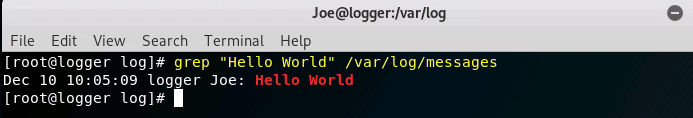 Joe@logger:/var/log
File Edit View Search Terminal Help
[root@logger log]# grep "Hello World" /var/log/messages
Dec 10 10:05:09 logger Joe: Hello World
[root@logger log]#